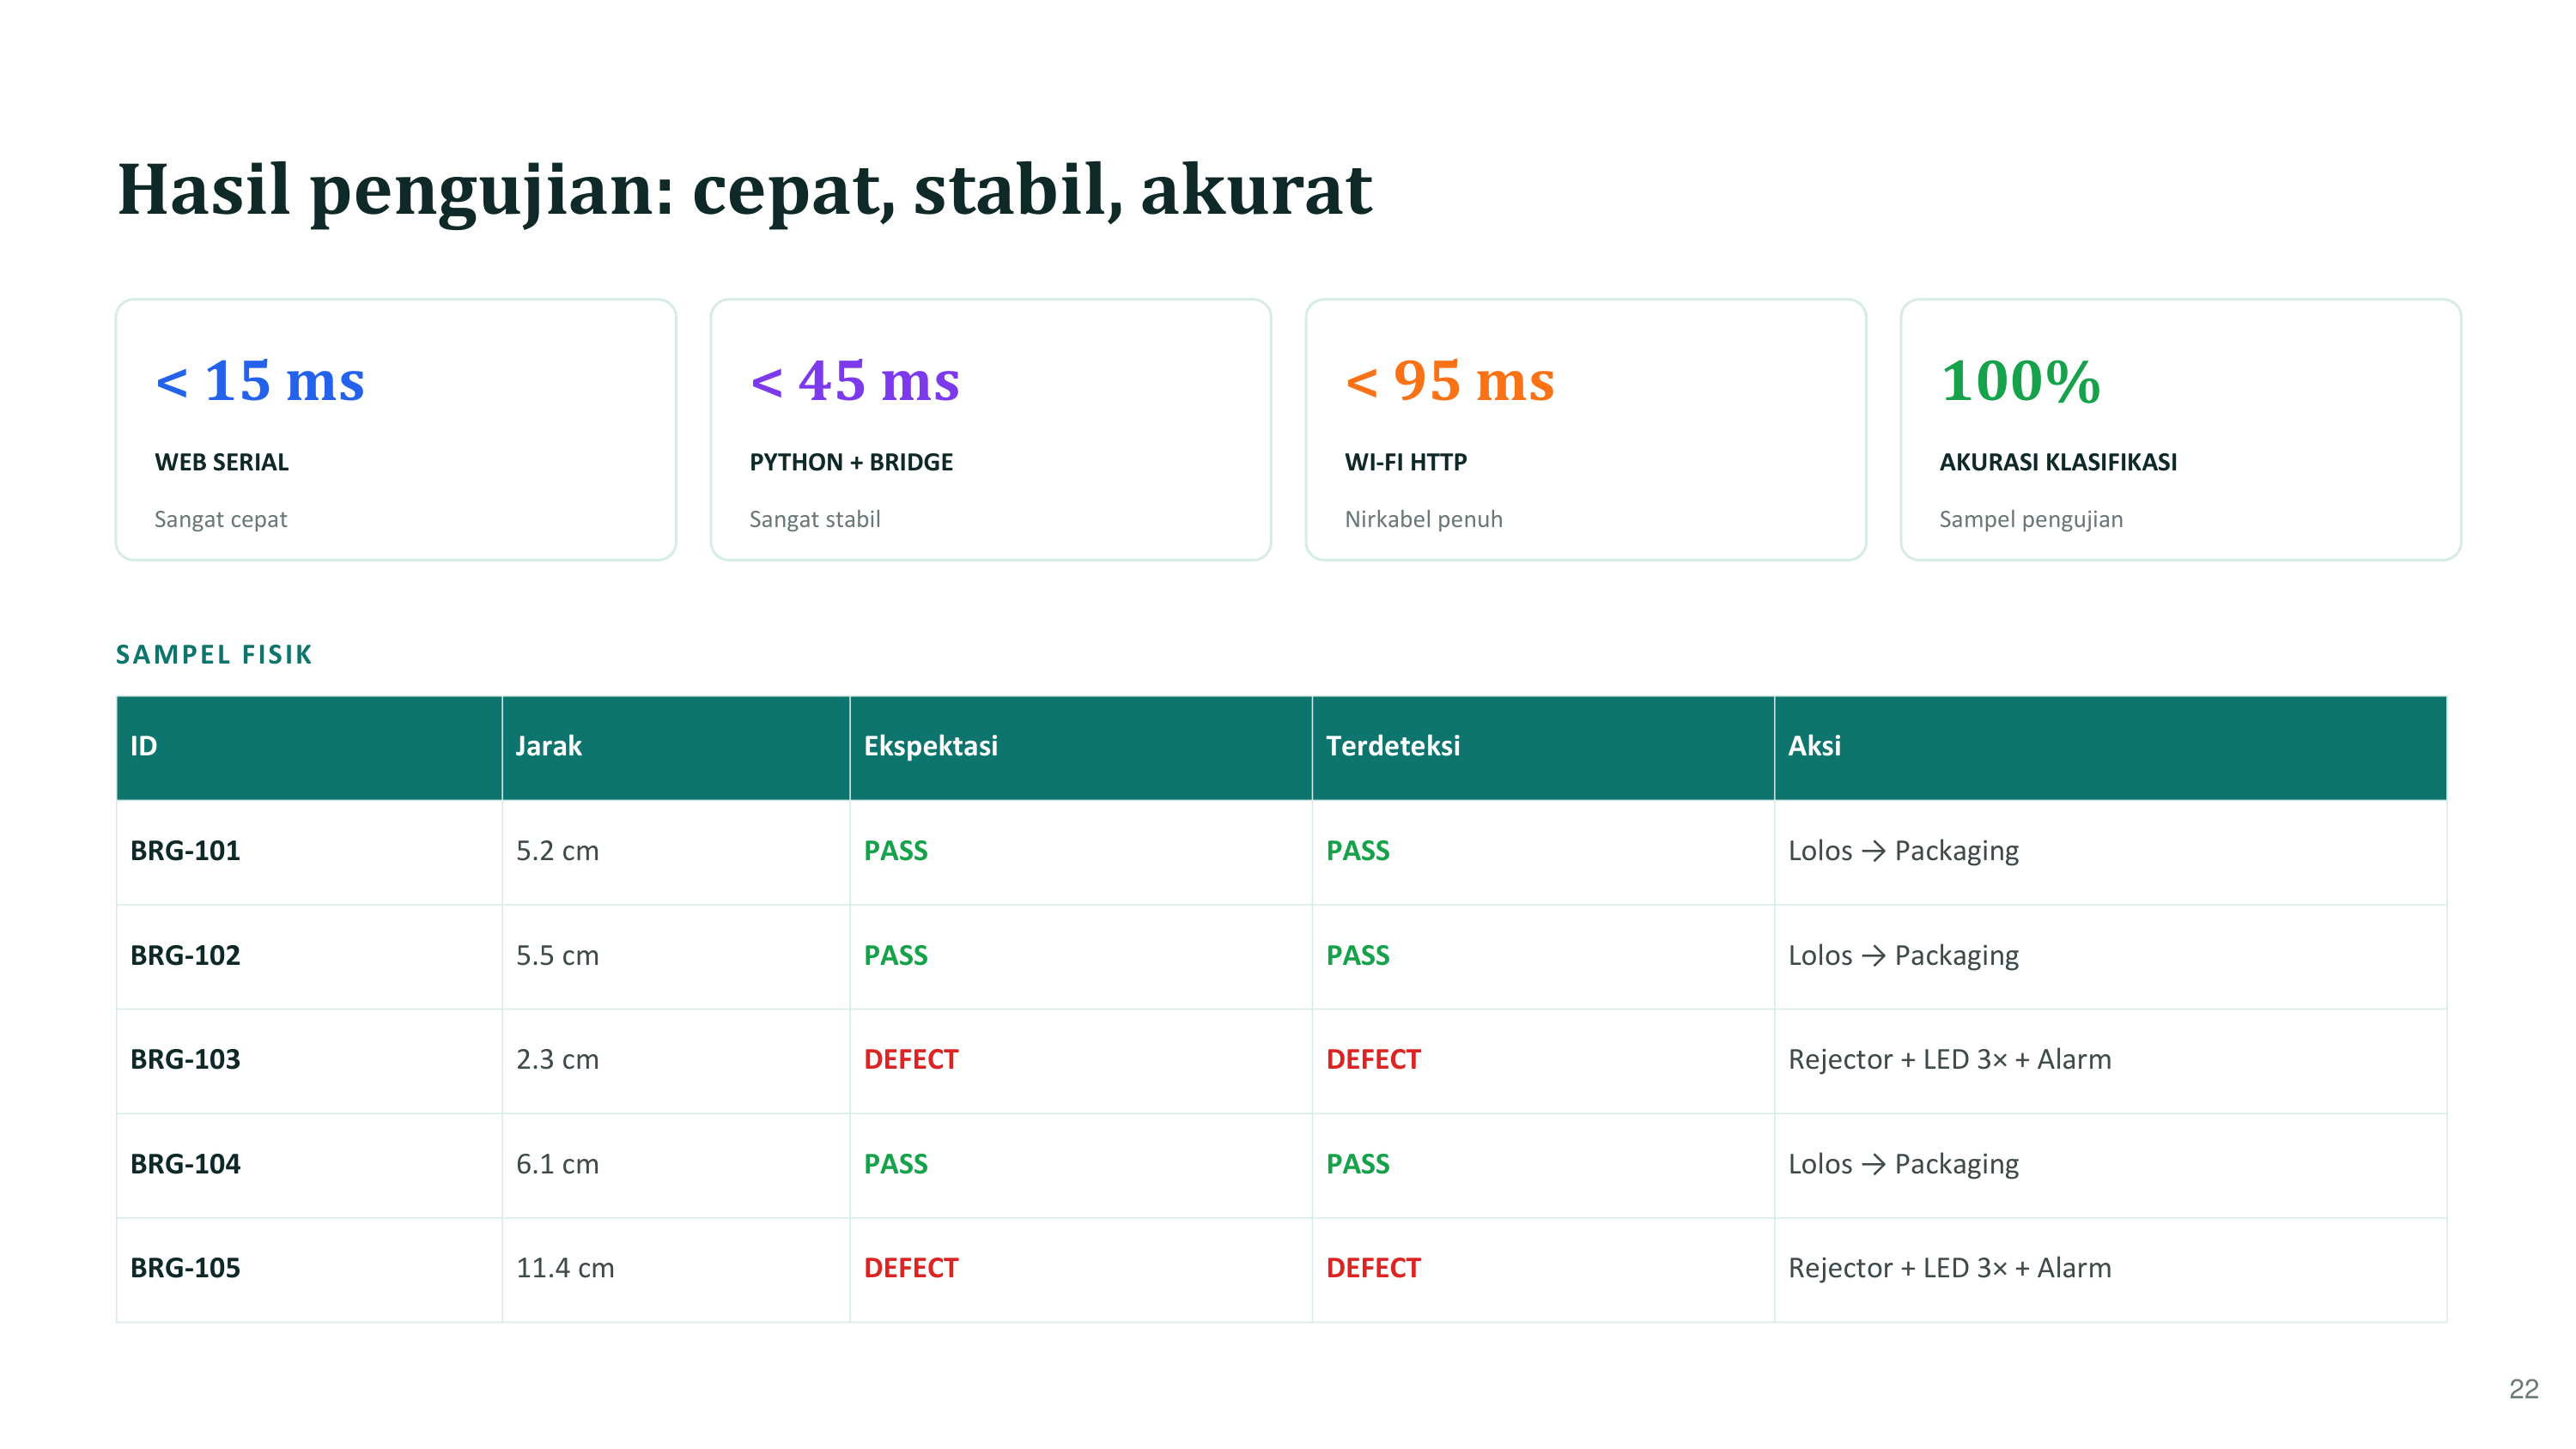 Hasil pengujian: cepat, stabil, akurat
< 15 ms
WEB SERIAL
Sangat cepat
< 45 ms
PYTHON + BRIDGE
Sangat stabil
< 95 ms
WI-FI HTTP
Nirkabel penuh
100%
AKURASI KLASIFIKASI
Sampel pengujian
SAMPEL FISIK
ID Jarak Ekspektasi Terdeteksi Aksi
BRG-101 5.2 cm PASS PASS Lolos → Packaging
BRG-102 5.5 cm PASS PASS Lolos → Packaging
BRG-103 2.3 cm DEFECT DEFECT Rejector + LED 3× + Alarm
BRG-104 6.1 cm PASS PASS Lolos → Packaging
BRG-105 11.4 cm DEFECT DEFECT Rejector + LED 3× + Alarm
22